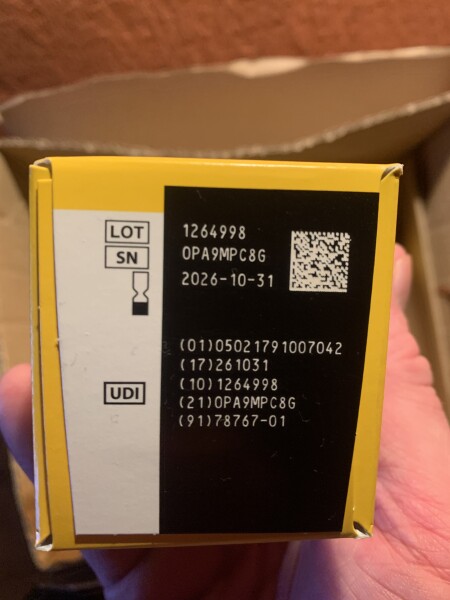 LOT 1264998
SN 0PA9MPC8G
2026-10-31
(01)05021791007042
(17)261031
UDI (10)1264998
(21)0PA9MPC8G
(91)78767-01